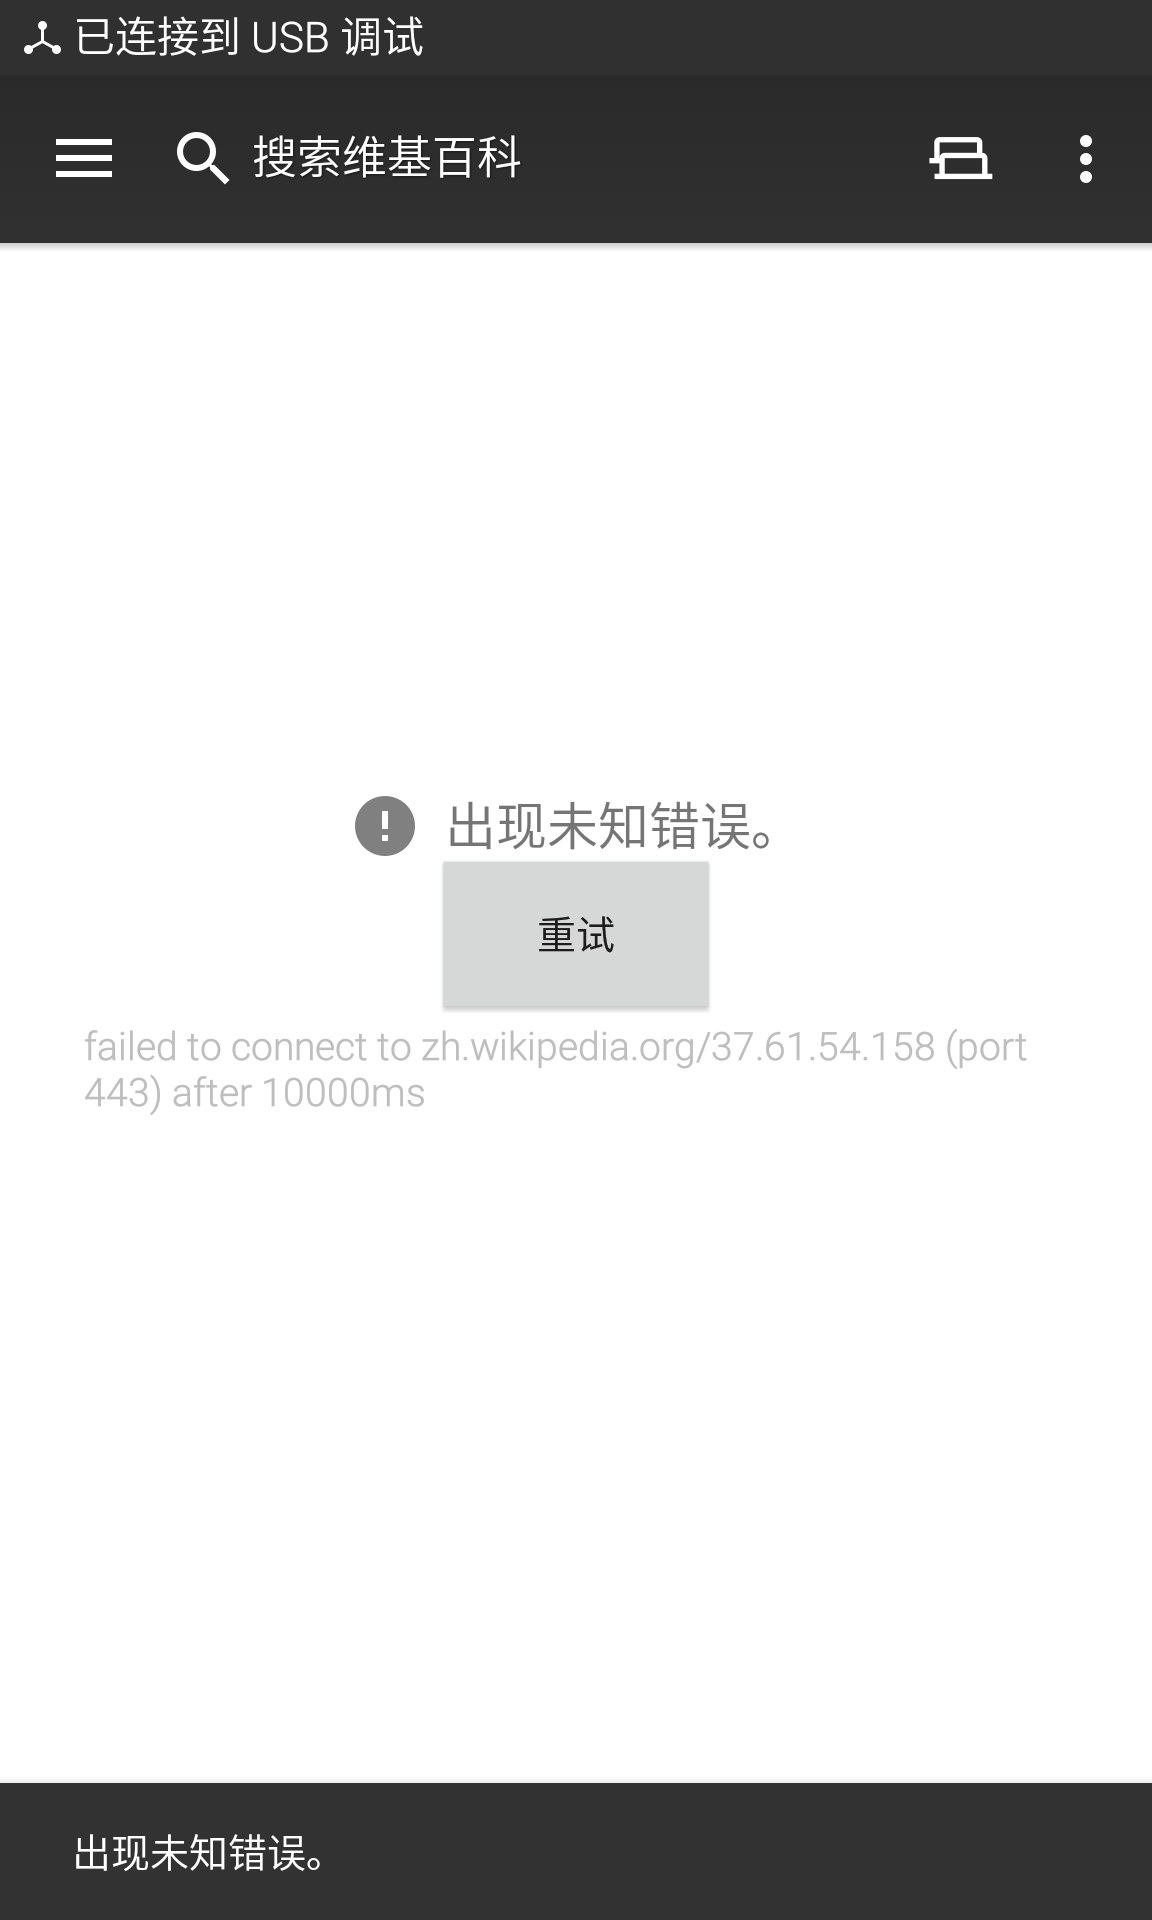 已连接到 USB 调试
搜索维基百科
出现未知错误。
重试
failed to connect to zh.wikipedia.org/37.61.54.158 (port
443) after 10000ms
出现未知错误。